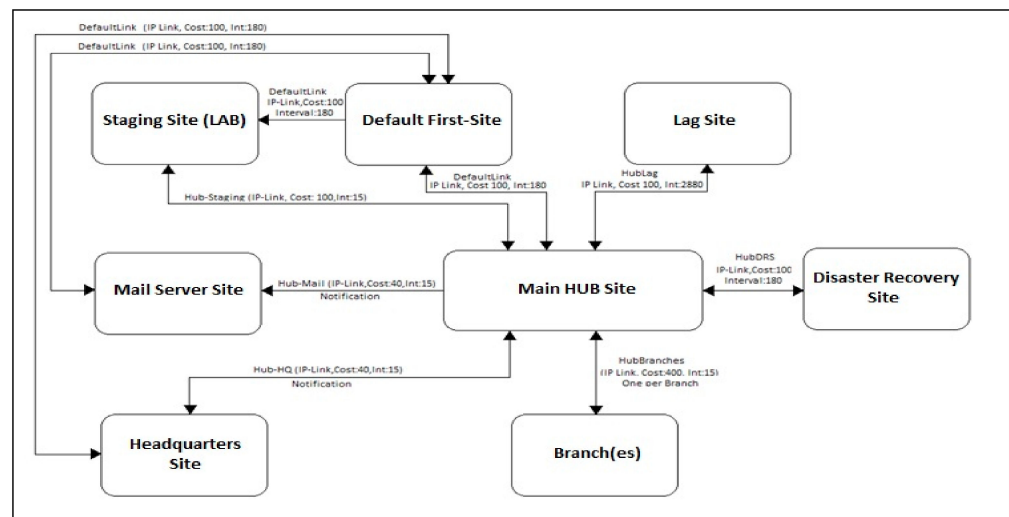 DefaultLink (IP Link, Cost:100, Int:180)
DefaultLink (IP Link, Cost:100, Int:180)
Staging Site (LAB)
DefaultLink
IP-Link,Cost:100
Interval:180
Default First-Site
Lag Site
DefaultLink
IP Link, Cost 100, Int:180
HubLag
IP Link, Cost 100, Int:2880
Hub-Staging (IP-Link, Cost: 100,Int:15)
Mail Server Site
Hub-Mail (IP-Link,Cost:40,Int:15)
Notification
Main HUB Site
HubDRS
IP-Link,Cost:100
Interval:180
Disaster Recovery
Site
Hub-HQ (IP-Link,Cost:40,Int:15)
Notification
HubBranches
(IP Link. Cost:400. Int:15)
One per Branch
Headquarters
Site
Branch(es)